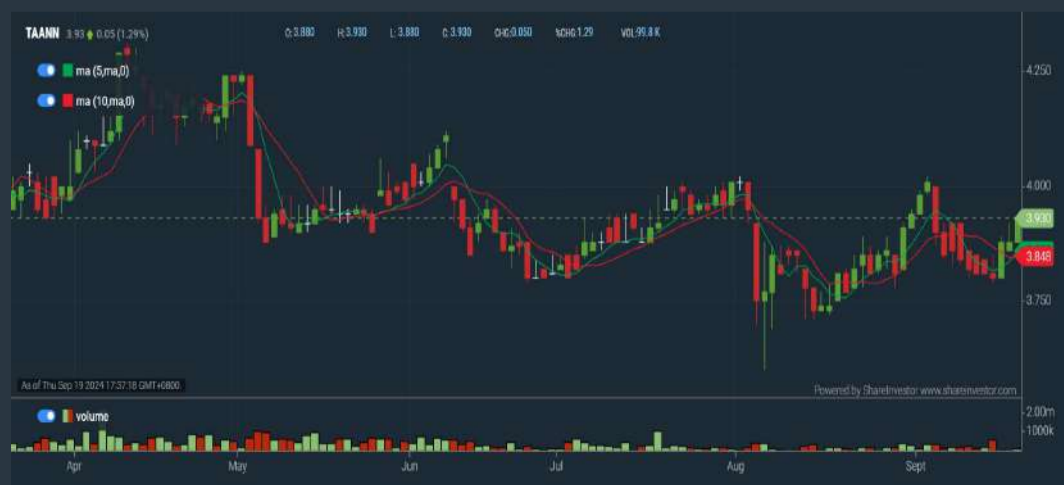 TAANN 3.93 0.05 (1.29%) O: 3.880 H: 3.930 L: 3.880 C: 3.930 CHG:0.050 %CHG:1.29 VOL:99.8 K
ma (5,ma,0)
ma (10,ma,0)
4.250
4.000
3.930
3.848
3.750
As of Thu Sep 19 2024 17:37:18 GMT+0800
Powered by ShareInvestor www.shareinvestor.com
volume
2.00m
1000k
Apr May Jun Jul Aug Sept